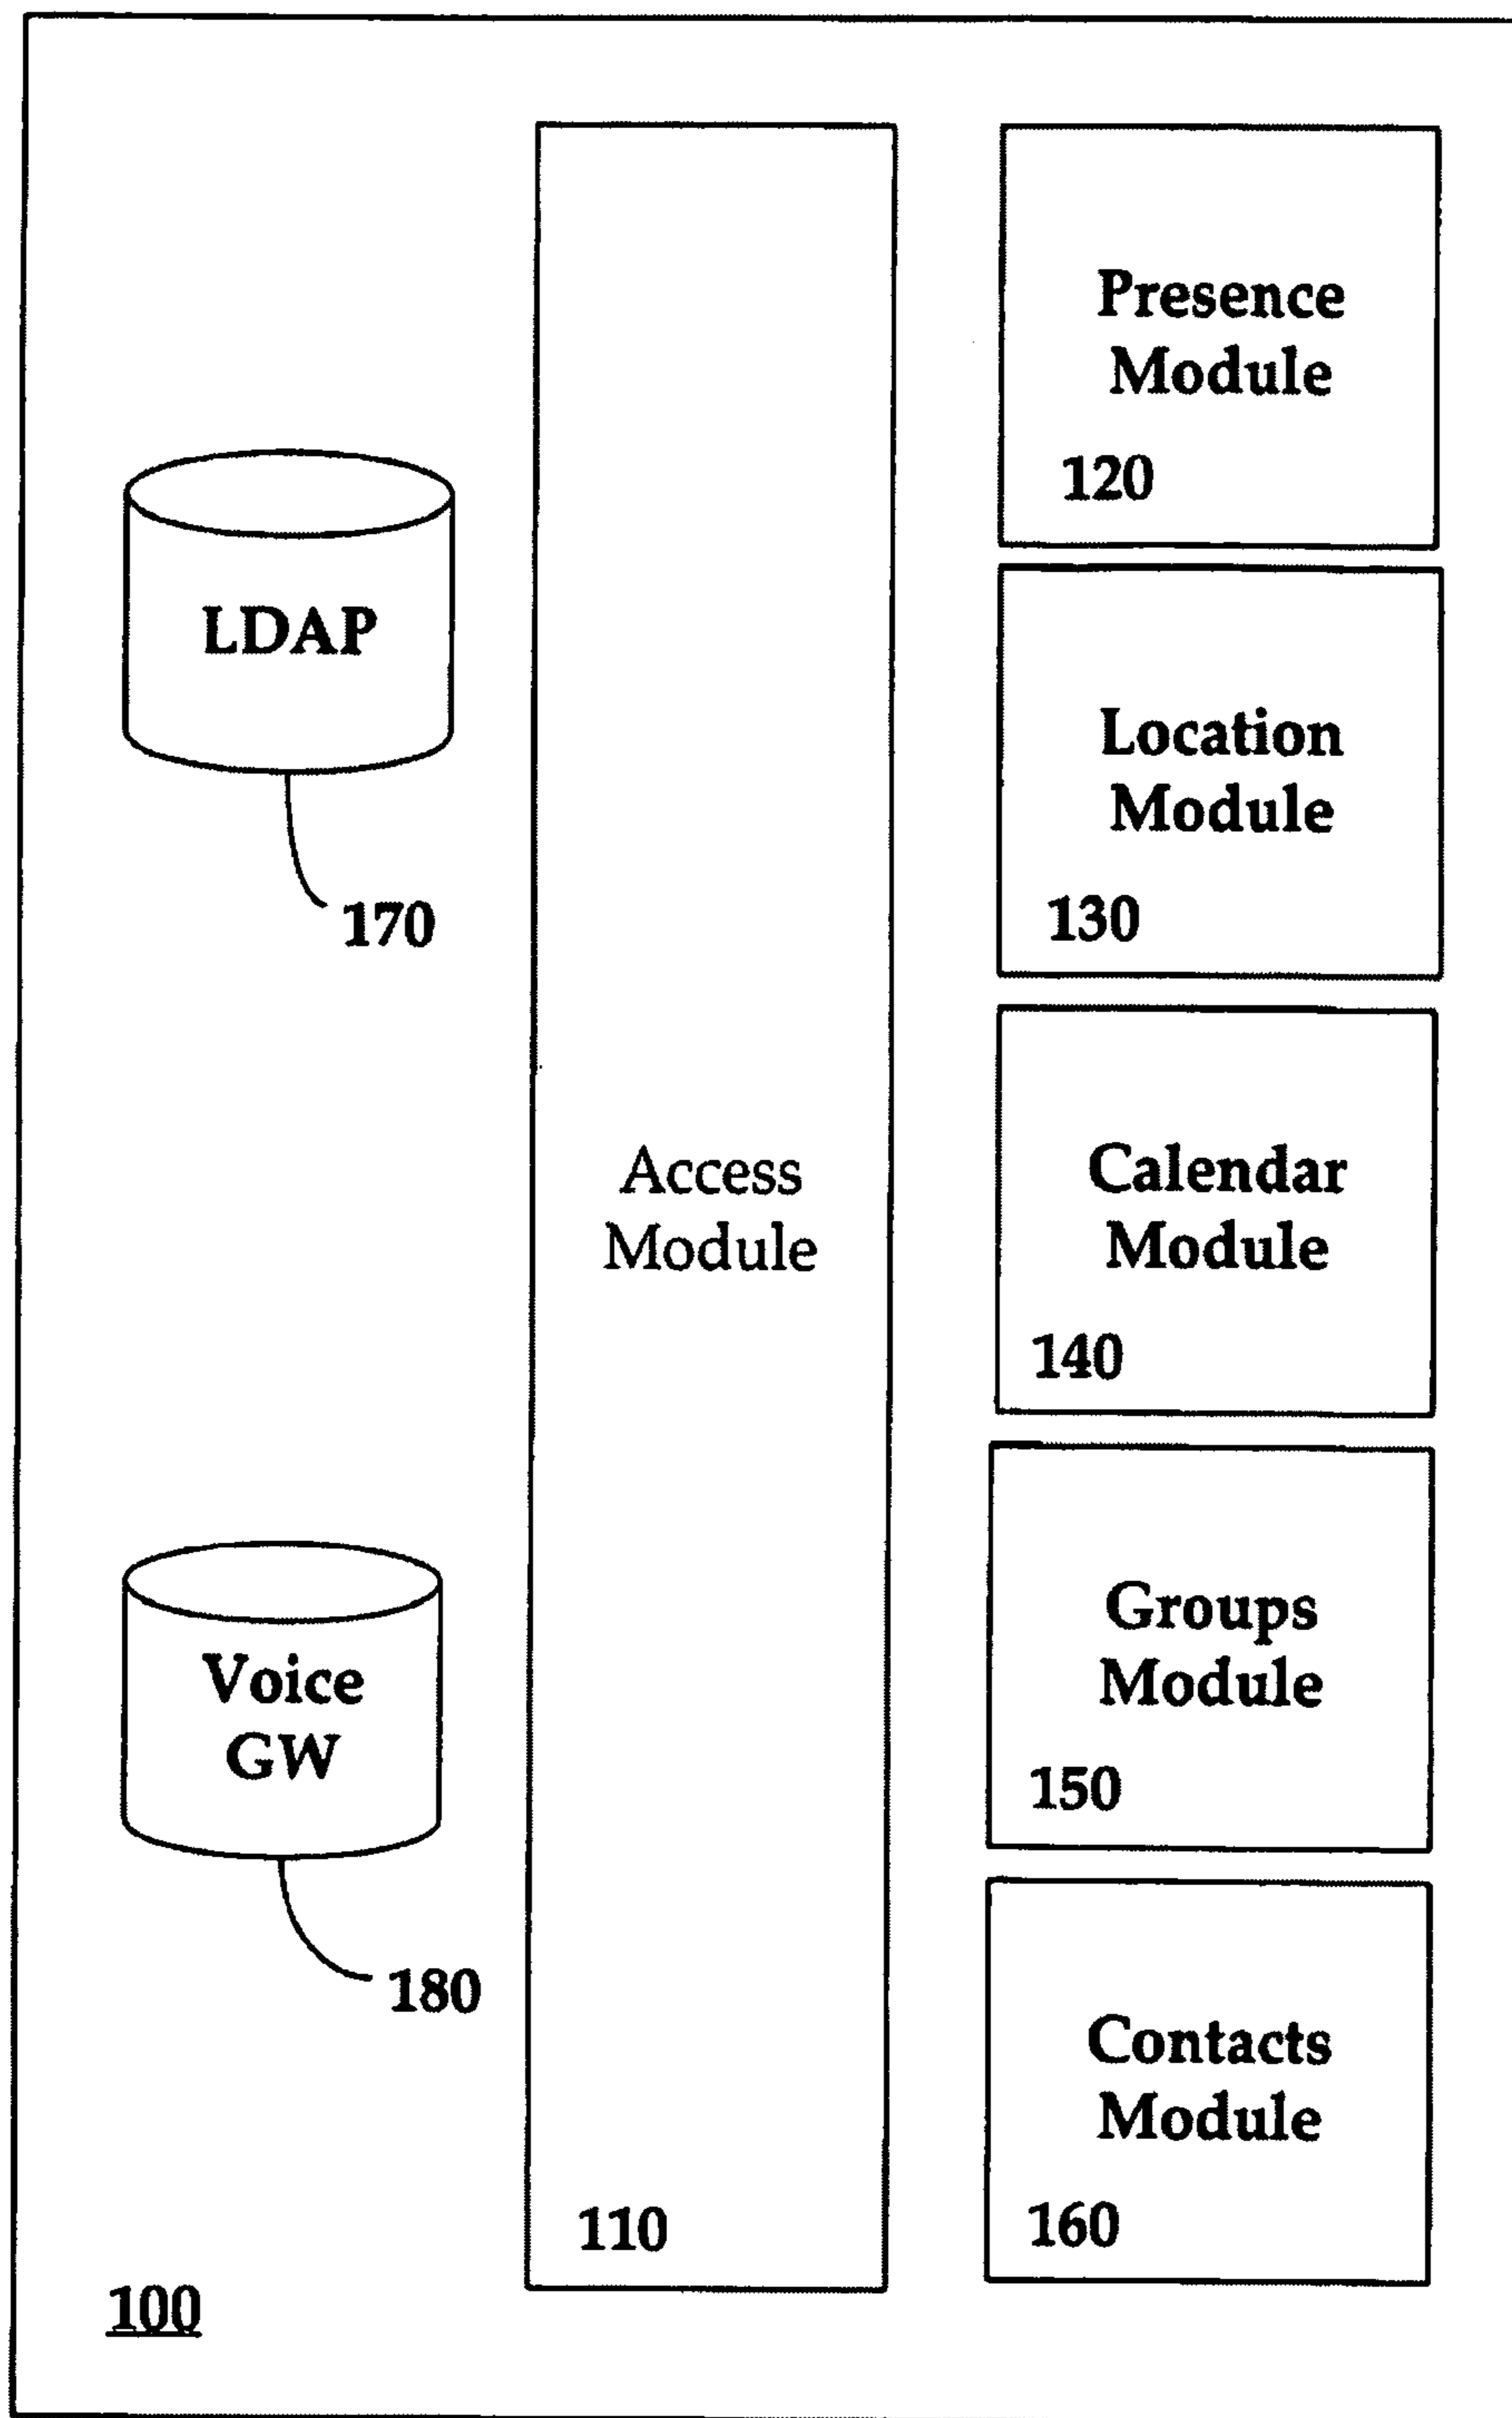 LDAP
170
Voice
GW
180
100
Access
Module
110
Presence
Module
120
Location
Module
130
Calendar
Module
140
Groups
Module
150
Contacts
Module
160